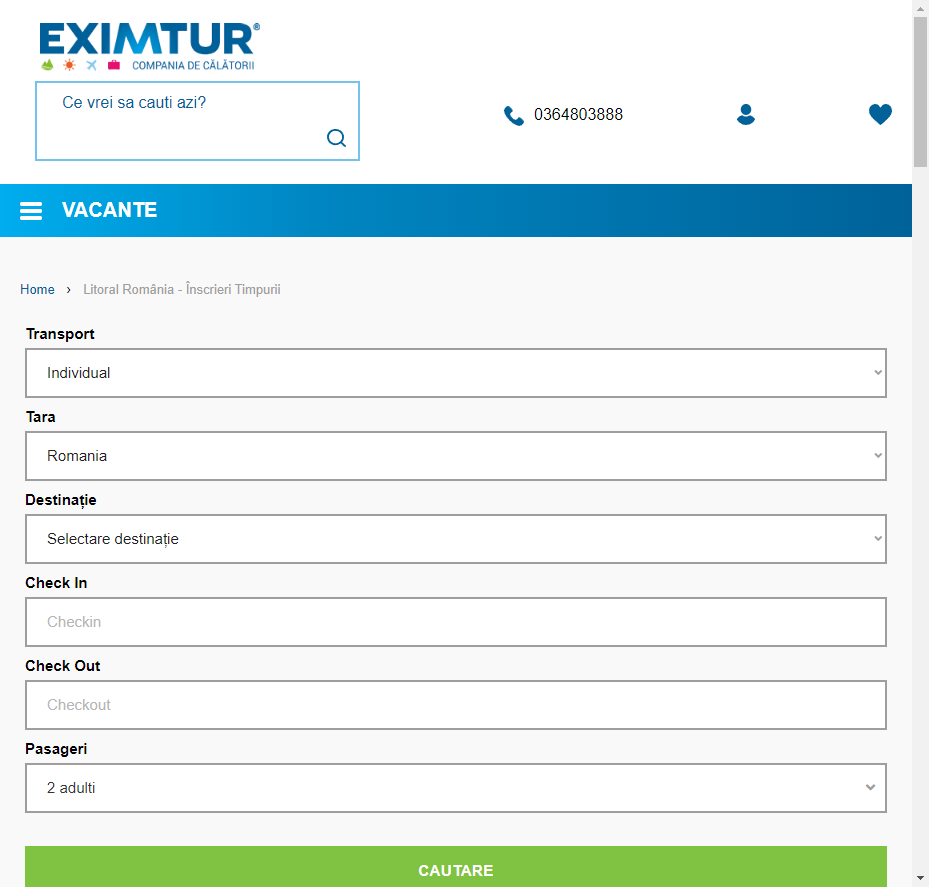 EXIMTUR®
COMPANIA DE CĂLĂTORII
Ce vrei sa cauti azi?
0364803888
VACANTE
Home › Litoral România - Înscrieri Timpurii
Transport
Individual
Tara
Romania
Destinație
Selectare destinație
Check In
Checkin
Check Out
Checkout
Pasageri
2 adulti
CAUTARE